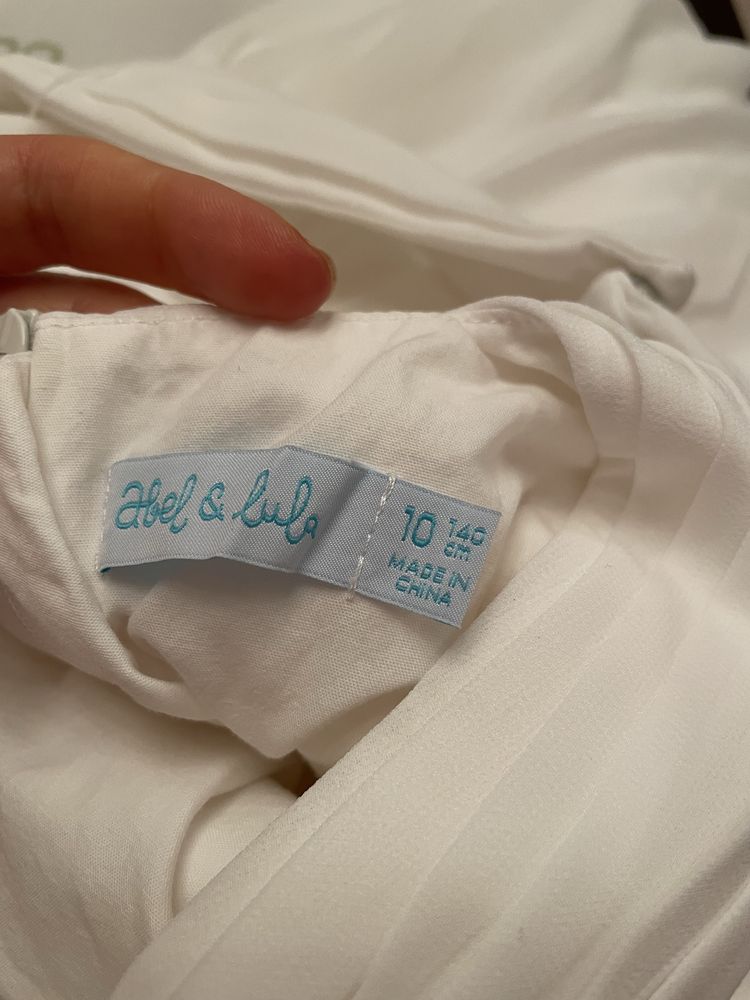 abel & lula
10 140
cm
MADE IN
CHINA